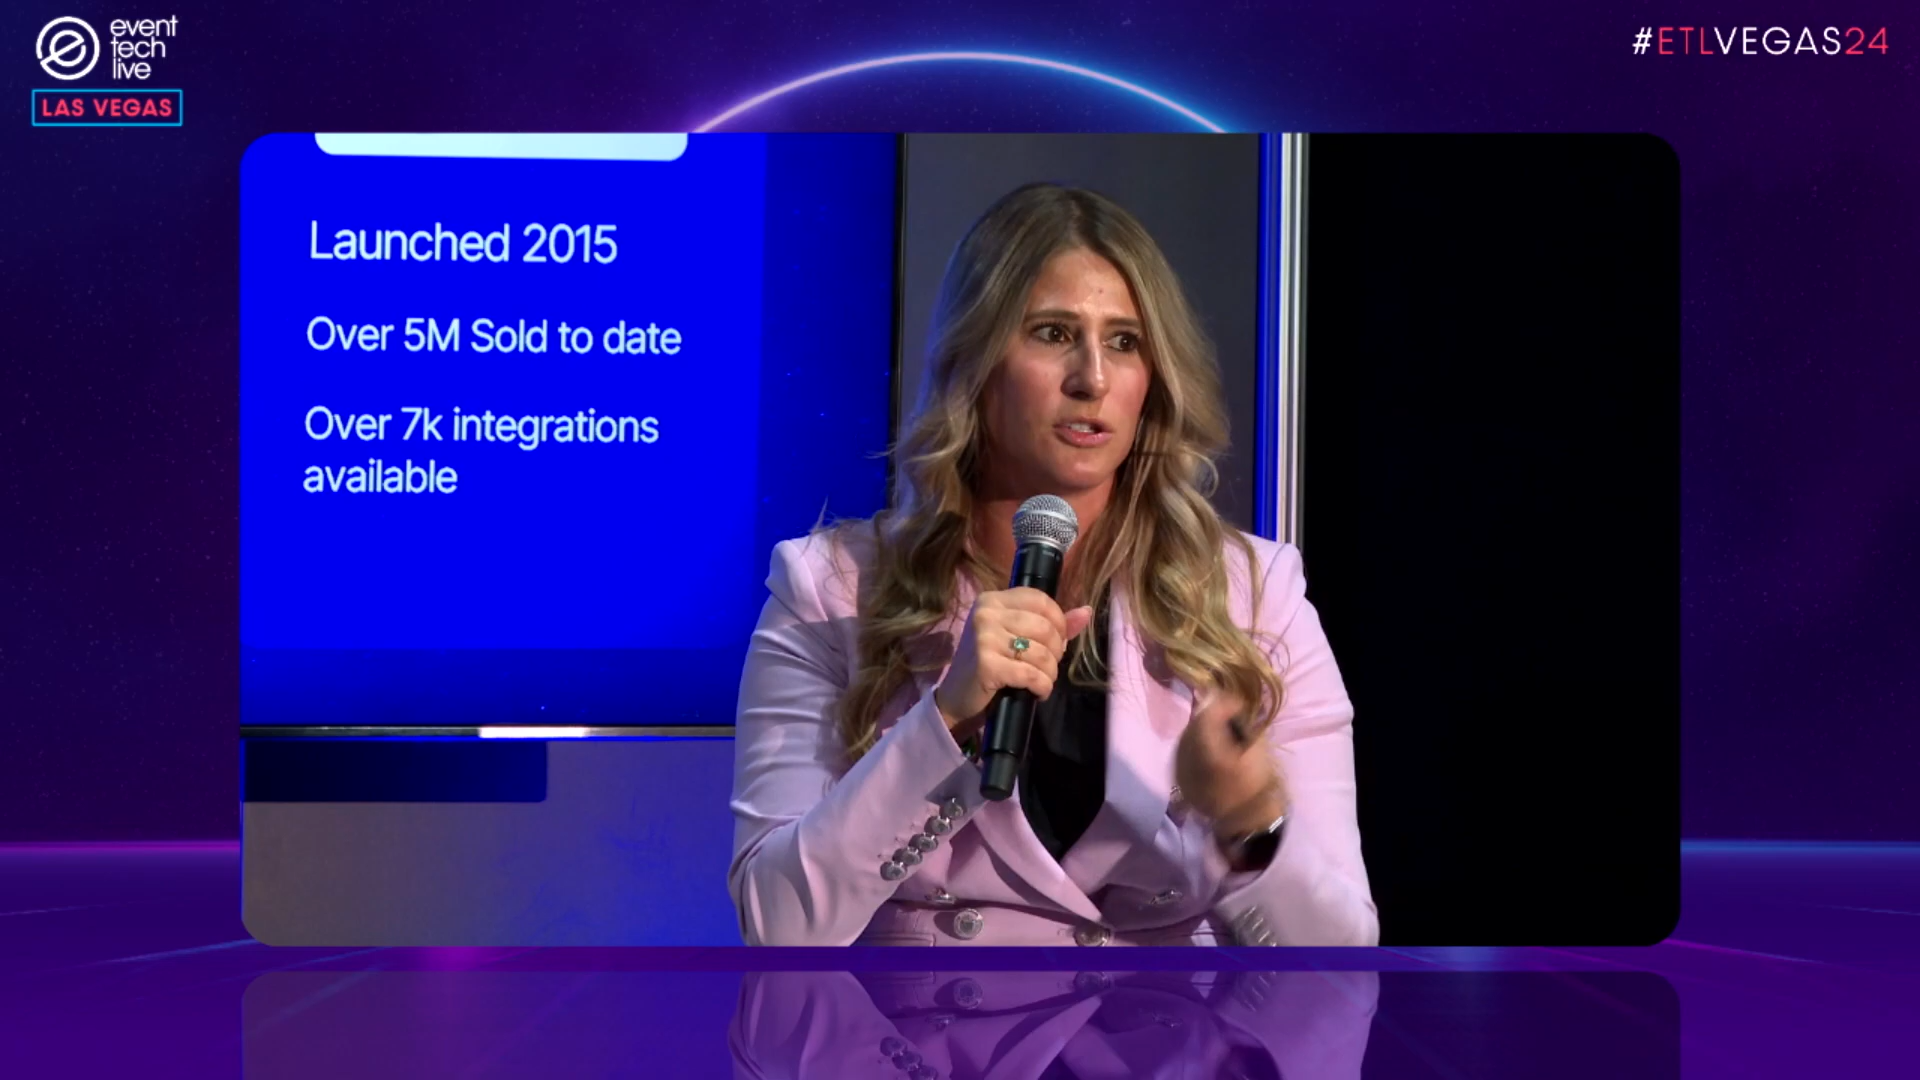 event
tech
live
LAS VEGAS
#ETLVEGAS24
Launched 2015
Over 5M Sold to date
Over 7k integrations
available